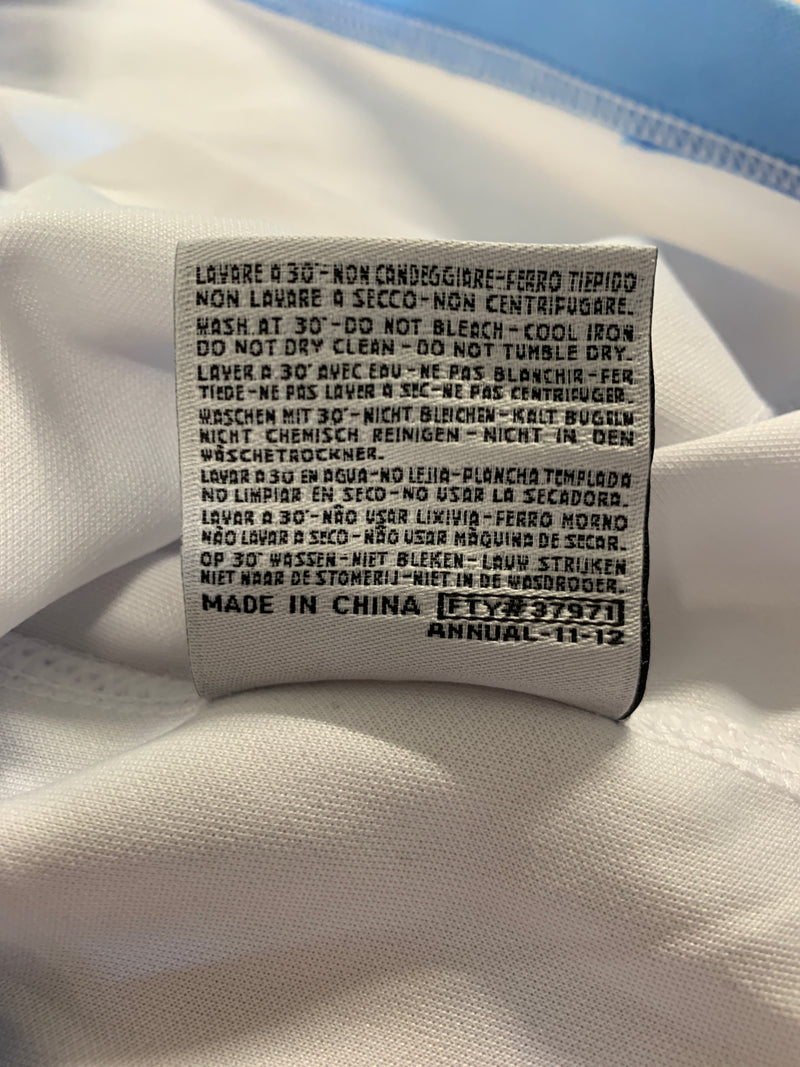 LAVARE A 30°-NON CANDEGGIARE-FERRO TIEPIDO
NON LAVARE A SECCO-NON CENTRIFUGARE.
WASH AT 30°-DO NOT BLEACH-COOL IRON
DO NOT DRY CLEAN-DO NOT TUMBLE DRY.
LAVER A 30° AVEC EAU-NE PAS BLANCHIR-FER
TIEDE-NE PAS LAVER A SEC-NE PAS CENTRIFUGER.
WASCHEN MIT 30°-NICHT BLEICHEN-KALT BUGELN
NICHT CHEMISCH REINIGEN-NICHT IN DEN
WÄSCHETROCKNER.
LAVAR A 30 EN AGUA-NO LEJIA-PLANCHA TEMPLADA
NO LIMPIAR EN SECO-NO USAR LA SECADORA.
LAVAR A 30°-NÃO USAR LIXIVIA-FERRO MORNO
NÃO LAVAR A SECO-NÃO USAR MÁQUINA DE SECAR.
OP 30° WASSEN-NIET BLEKEN-LAUW STRIJKEN
NIET NAAR DE STOMERIJ-NIET IN DE WASDROGER.
MADE IN CHINA FTY#37971
ANNUAL-11-12